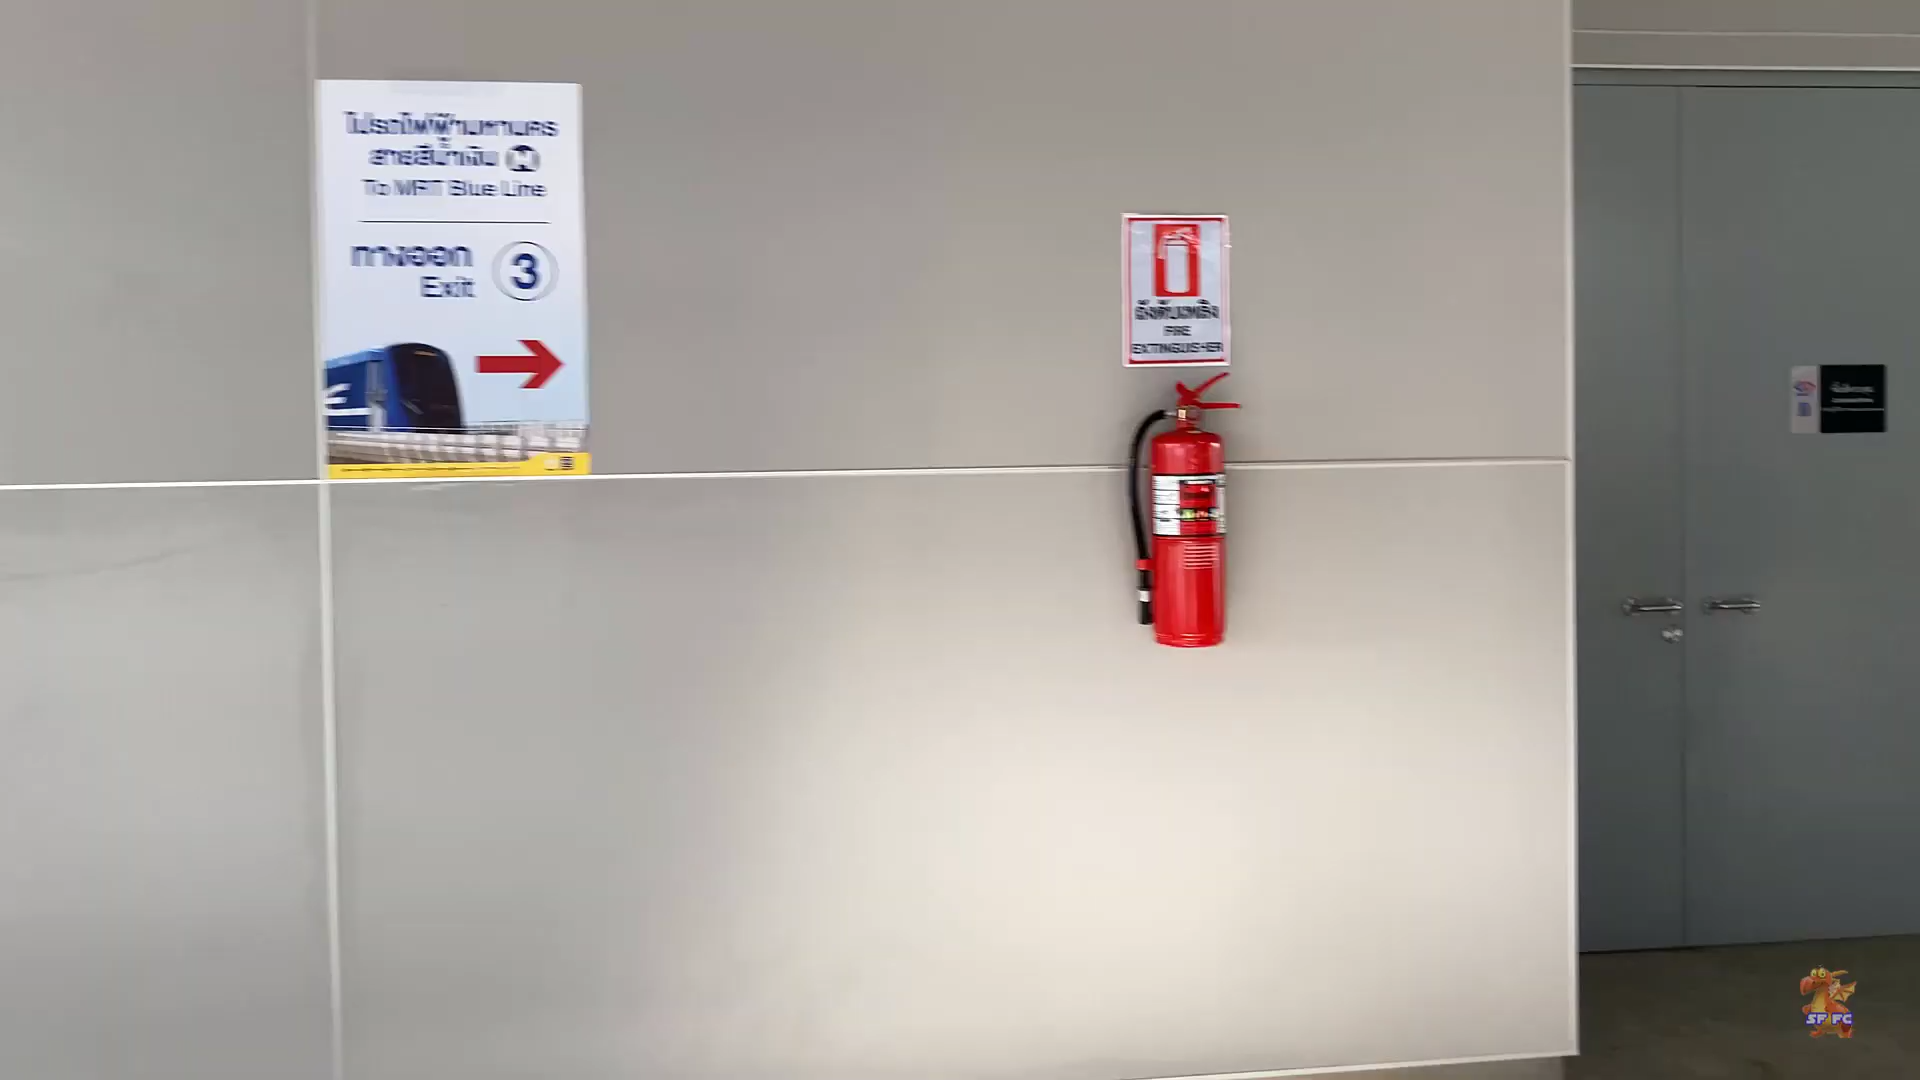 ไปรถไฟฟ้ามหานคร
สายสีน้ำเงิน
To MRT Blue Line
ทางออก
Exit
3
ถังดับเพลิง
FIRE
EXTINGUISHER
SF FC